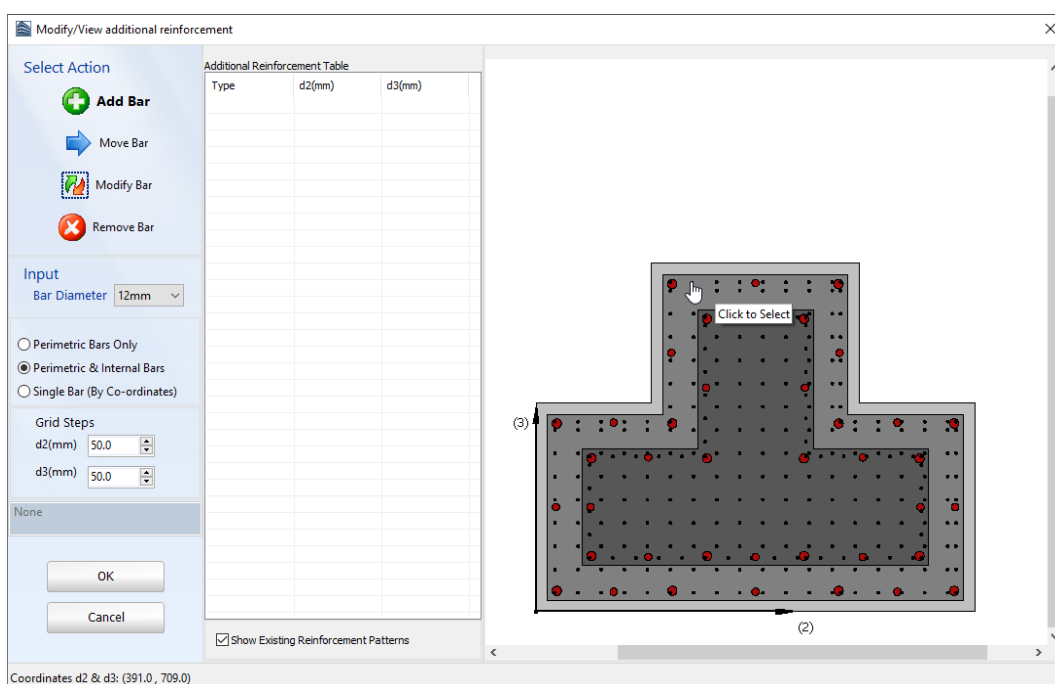 Modify/View additional reinforcement
Select Action
Add Bar
Move Bar
Modify Bar
Remove Bar
Input
Bar Diameter 12mm
Perimetric Bars Only
Perimetric & Internal Bars
Single Bar (By Co-ordinates)
Grid Steps
d2(mm) 50.0
d3(mm) 50.0
None
OK
Cancel
Additional Reinforcement Table
Type d2(mm) d3(mm)
Show Existing Reinforcement Patterns
Click to Select
(3)
(2)
Coordinates d2 & d3: (391.0 , 709.0)